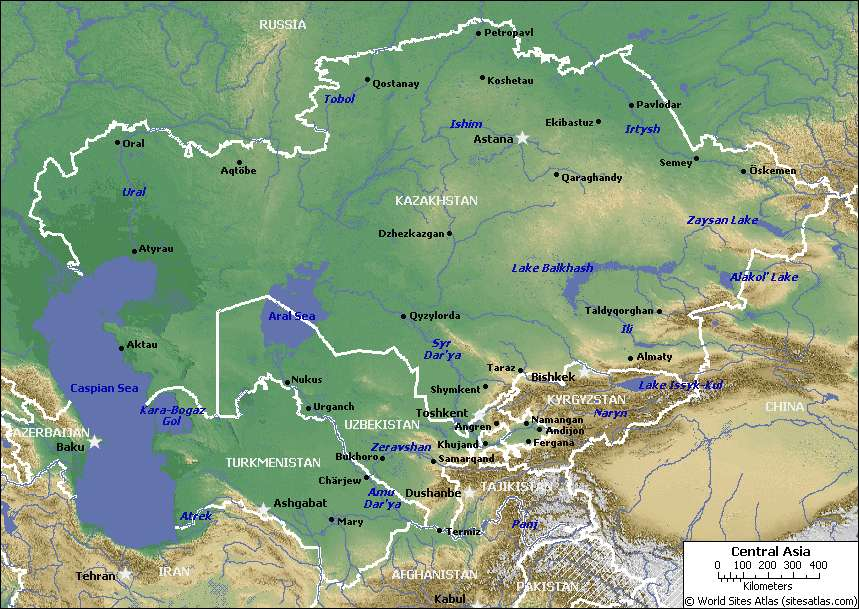 RUSSIA
Petropavl
Qostanay
Koshetau
Tobol
Pavlodar
Ishim
Ekibastuz
Irtysh
Astana
Oral
Semey
Aqtöbe
Öskemen
Qaraghandy
Ural
KAZAKHSTAN
Zaysan Lake
Dzhezkazgan
Atyrau
Lake Balkhash
Alakol' Lake
Taldyqorghan
Aral Sea
Qyzylorda
Ili
Aktau
Syr
Dar'ya
Almaty
Taraz
Bishkek
Nukus
Caspian Sea
Shymkent
Lake Issyk-Kul
KYRGYZSTAN
Kara-Bogaz
Gol
Urganch
Toshkent
Naryn
CHINA
UZBEKISTAN
Angren
Namangan
Andijon
AZERBAIJAN
Baku
Zeravshan
Khujand
Fergana
Bukhoro
Samarqand
TURKMENISTAN
Chärjew
Amu
Dar'ya
Dushanbe
TAJIKISTAN
Ashgabat
Atrek
Mary
Termiz
Panj
Tehran
IRAN
AFGHANISTAN
PAKISTAN
Kabul
Central Asia
0 100 200 300 400
Kilometers
© World Sites Atlas (sitesatlas.com)